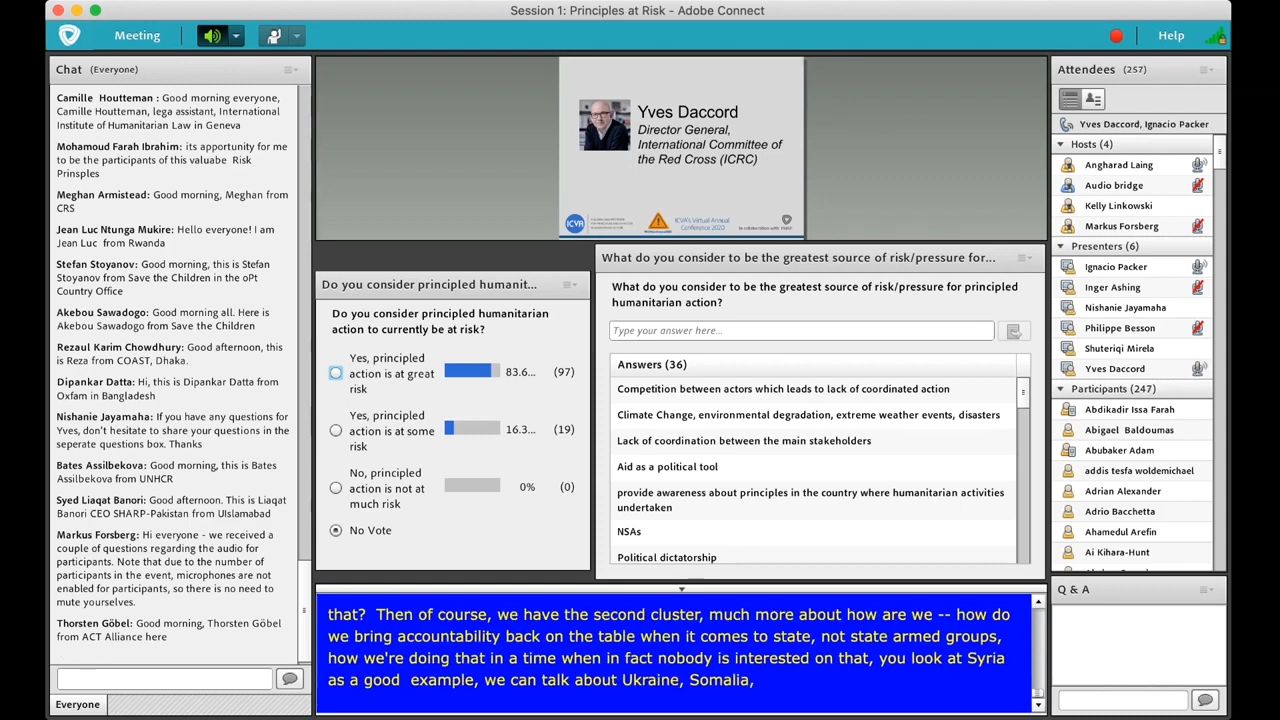 Session 1: Principles at Risk - Adobe Connect
Meeting
Help
Chat (Everyone)
Camille Houtteman : Good morning everyone,
Camille Houtteman, lega assistant, International
Institute of Humanitarian Law in Geneva
Mohamoud Farah Ibrahim: its apportunity for me
to be the participans of this valuabe Risk
Prinsples
Meghan Armistead: Good morning, Meghan from
CRS
Jean Luc Ntunga Mukire: Hello everyone! I am
Jean Luc from Rwanda
Stefan Stoyanov: Good morning, this is Stefan
Stoyanov from Save the Children in the oPt
Country Office
Akebou Sawadogo: Good morning all. Here is
Akebou Sawadogo from Save the Children
Rezaul Karim Chowdhury: Good afternoon, this
is Reza from COAST, Dhaka.
Dipankar Datta: Hi, this is Dipankar Datta from
Oxfam in Bangladesh
Nishanie Jayamaha: If you have any questions for
Yves, don't hesitate to share your questions in the
seperate questions box. Thanks
Bates Assilbekova: Good morning, this is Bates
Assilbekova from UNHCR
Syed Liaqat Banori: Good afternoon. This is Liaqat
Banori CEO SHARP-Pakistan from UIslamabad
Markus Forsberg: Hi everyone - we received a
couple of questions regarding the audio for
participants. Note that due to the number of
participants in the event, microphones are not
enabled for participants, so there is no need to
mute yourselves.
Thorsten Göbel: Good morning, Thorsten Göbel
from ACT Alliance here
Everyone
Yves Daccord
Director General,
International Committee of
the Red Cross (ICRC)
ICVA
ICVA's Virtual Annual
Conference 2020
Do you consider principled humanit...
Do you consider principled humanitarian
action to currently be at risk?
Yes, principled
action is at great
risk
83.6... (97)
Yes, principled
action is at some
risk
16.3... (19)
No, principled
action is not at
much risk
0% (0)
No Vote
What do you consider to be the greatest source of risk/pressure for...
What do you consider to be the greatest source of risk/pressure for principled
humanitarian action?
Type your answer here...
Answers (36)
Competition between actors which leads to lack of coordinated action
Climate Change, environmental degradation, extreme weather events, disasters
Lack of coordination between the main stakeholders
Aid as a political tool
provide awareness about principles in the country where humanitarian activities
undertaken
NSAs
Political dictatorship
that? Then of course, we have the second cluster, much more about how are we -- how do
we bring accountability back on the table when it comes to state, not state armed groups,
how we're doing that in a time when in fact nobody is interested on that, you look at Syria
as a good example, we can talk about Ukraine, Somalia,
Attendees (257)
Yves Daccord, Ignacio Packer
Hosts (4)
Angharad Laing
Audio bridge
Kelly Linkowski
Markus Forsberg
Presenters (6)
Ignacio Packer
Inger Ashing
Nishanie Jayamaha
Philippe Besson
Shuteriqi Mirela
Yves Daccord
Participants (247)
Abdikadir Issa Farah
Abigael Baldoumas
Abubaker Adam
addis tesfa woldemichael
Adrian Alexander
Adrio Bacchetta
Ahamedul Arefin
Ai Kihara-Hunt
Q & A